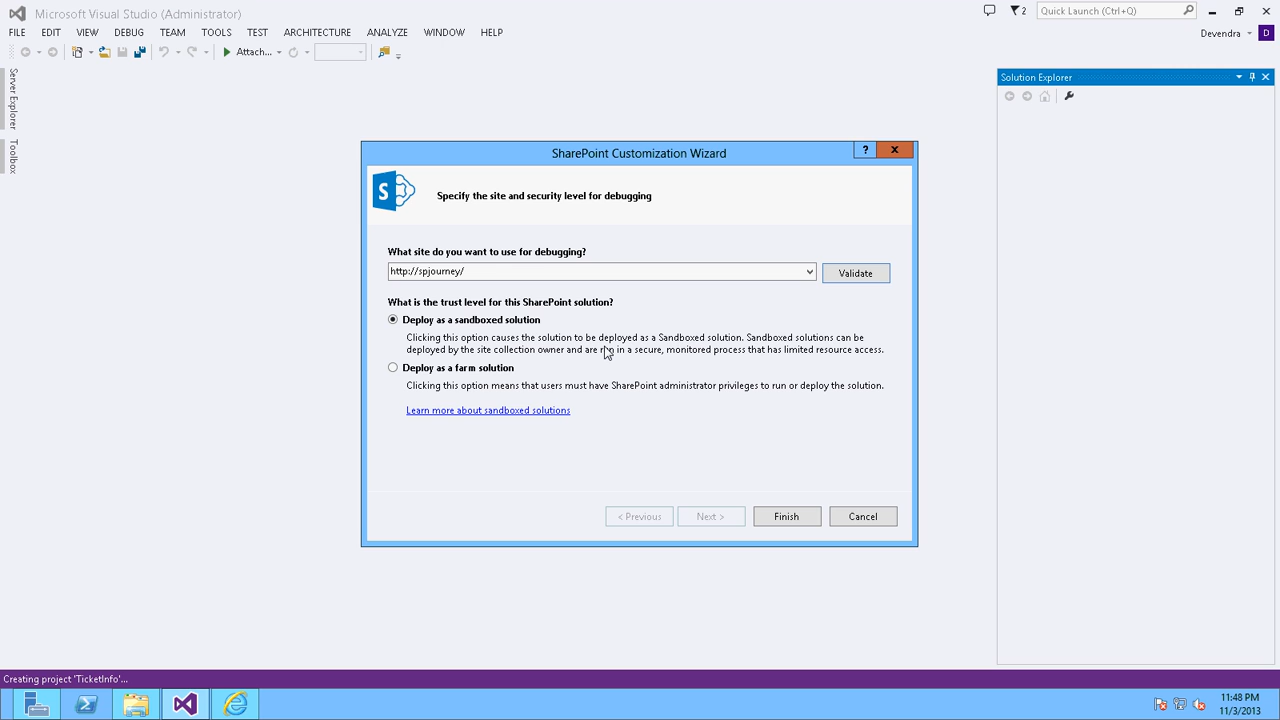 Microsoft Visual Studio (Administrator)
Quick Launch (Ctrl+Q)
2
FILE EDIT VIEW DEBUG TEAM TOOLS TEST ARCHITECTURE ANALYZE WINDOW HELP
Devendra D
Attach...
Server Explorer
Toolbox
Solution Explorer
SharePoint Customization Wizard
?
S
Specify the site and security level for debugging
What site do you want to use for debugging?
http://spjourney/
Validate
What is the trust level for this SharePoint solution?
Deploy as a sandboxed solution
Clicking this option causes the solution to be deployed as a Sandboxed solution. Sandboxed solutions can be
deployed by the site collection owner and are run in a secure, monitored process that has limited resource access.
Deploy as a farm solution
Clicking this option means that users must have SharePoint administrator privileges to run or deploy the solution.
Learn more about sandboxed solutions
< Previous Next > Finish Cancel
Creating project 'TicketInfo'...
11:48 PM
11/3/2013